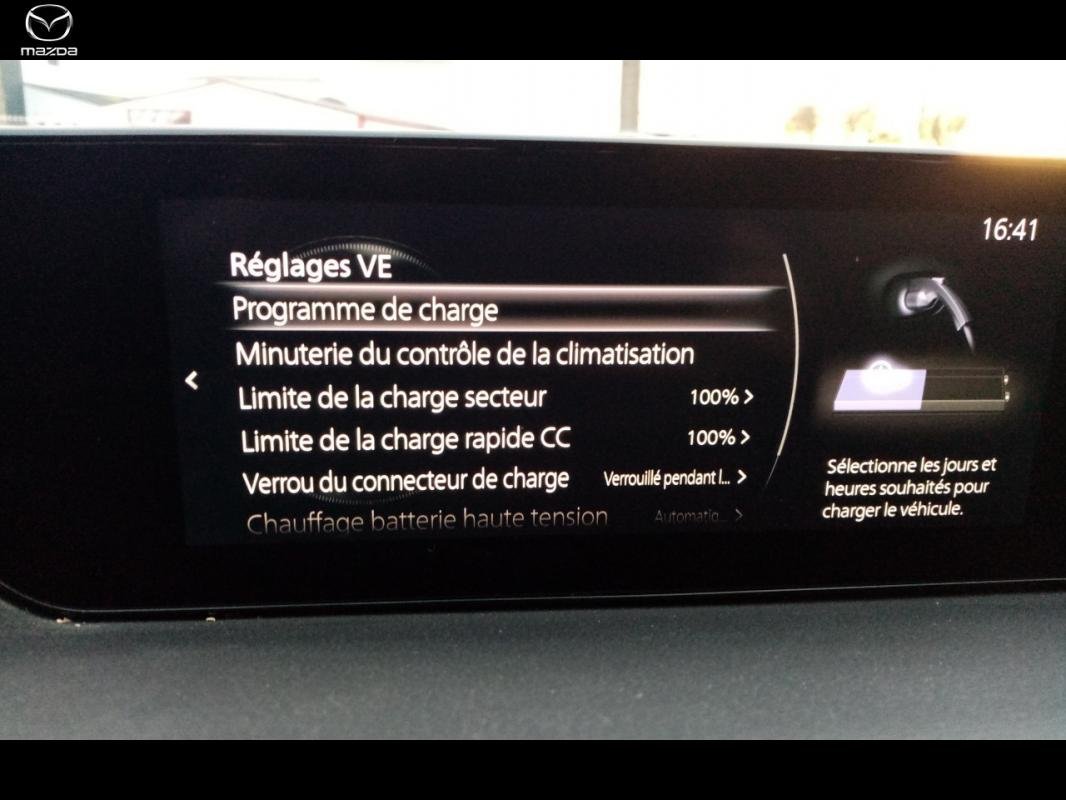 mazda
16:41
Réglages VE
Programme de charge
Minuterie du contrôle de la climatisation
Limite de la charge secteur 100% >
Limite de la charge rapide CC 100% >
Verrou du connecteur de charge Verrouillé pendant l... >
Chauffage batterie haute tension Automatiq... >
Sélectionne les jours et
heures souhaités pour
charger le véhicule.